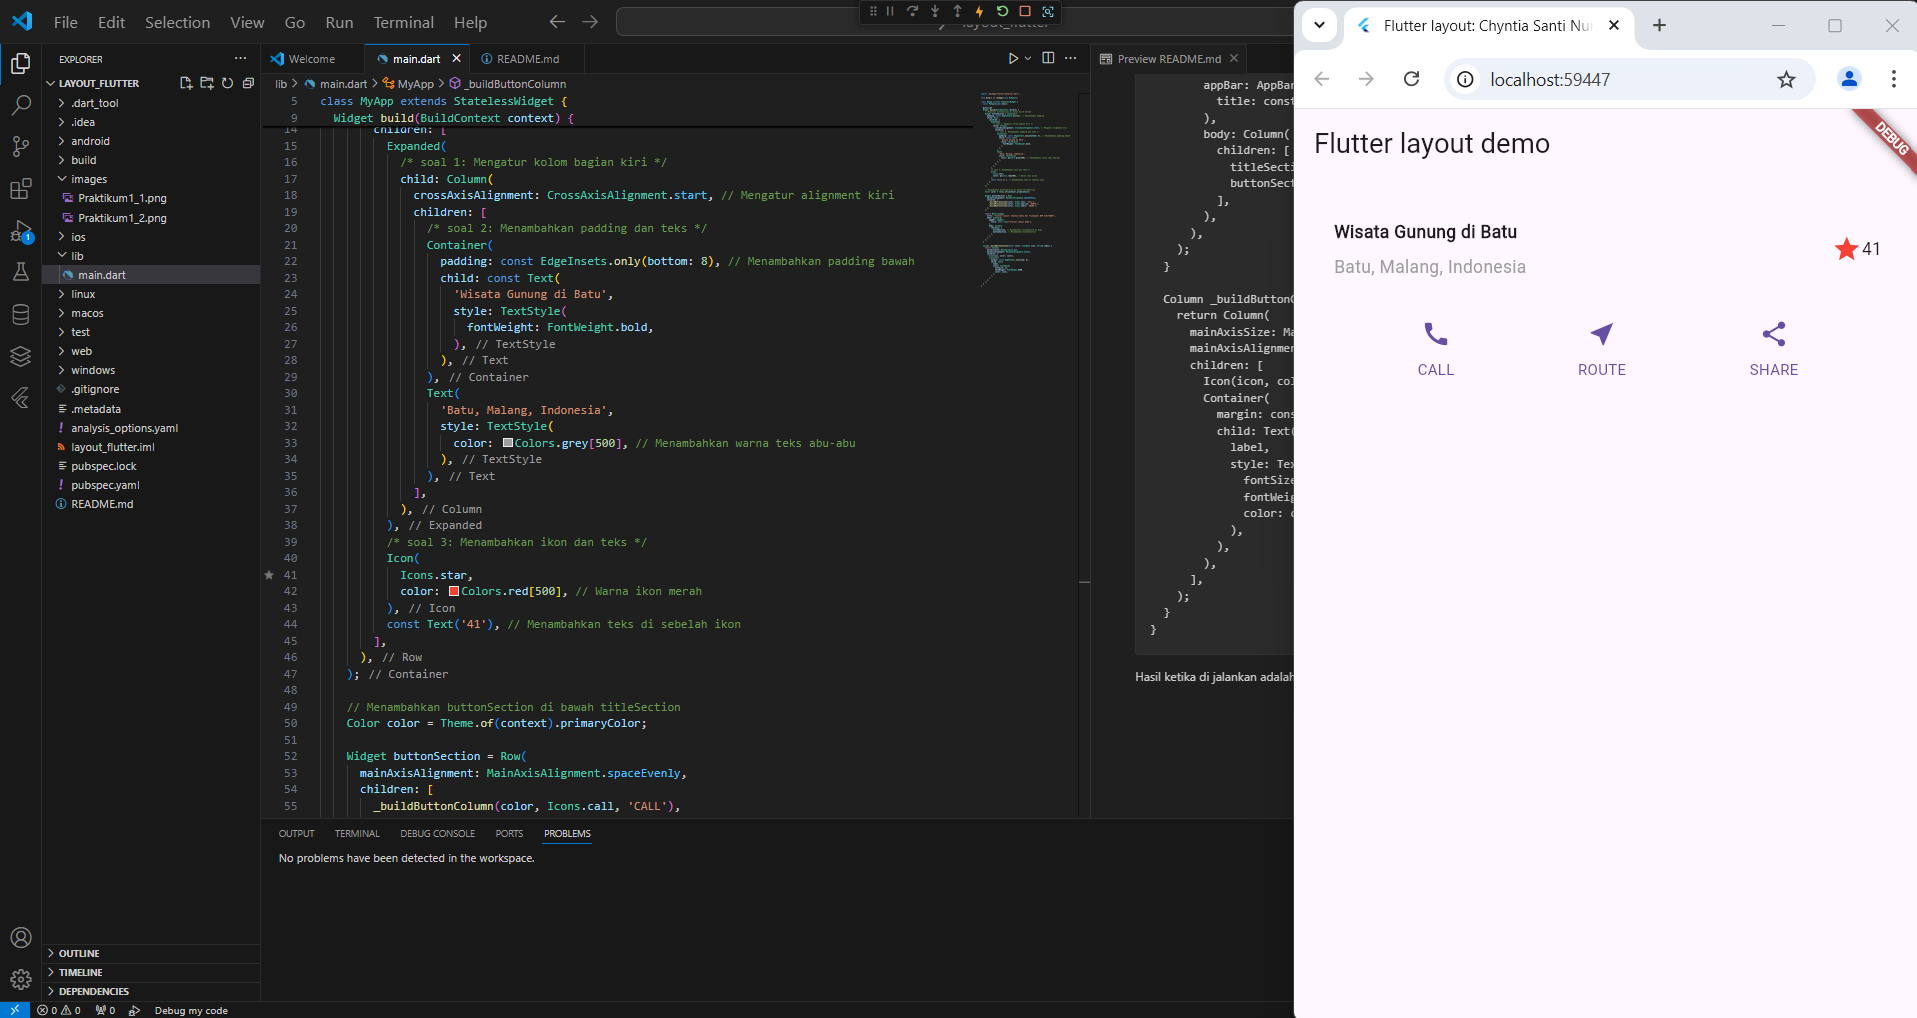 File Edit Selection View Go Run Terminal Help
EXPLORER
LAYOUT_FLUTTER
.dart_tool
.idea
android
build
images
Praktikum1_1.png
Praktikum1_2.png
ios
lib
main.dart
linux
macos
test
web
windows
.gitignore
.metadata
analysis_options.yaml
layout_flutter.iml
pubspec.lock
pubspec.yaml
README.md
OUTLINE
TIMELINE
DEPENDENCIES
1
Welcome main.dart README.md
lib > main.dart > MyApp > _buildButtonColumn
5 class MyApp extends StatelessWidget {
9 Widget build(BuildContext context) {
14 children: [
15 Expanded(
16 /* soal 1: Mengatur kolom bagian kiri */
17 child: Column(
18 crossAxisAlignment: CrossAxisAlignment.start, // Mengatur alignment kiri
19 children: [
20 /* soal 2: Menambahkan padding dan teks */
21 Container(
22 padding: const EdgeInsets.only(bottom: 8), // Menambahkan padding bawah
23 child: const Text(
24 'Wisata Gunung di Batu',
25 style: TextStyle(
26 fontWeight: FontWeight.bold,
27 ), // TextStyle
28 ), // Text
29 ), // Container
30 Text(
31 'Batu, Malang, Indonesia',
32 style: TextStyle(
33 color: Colors.grey[500], // Menambahkan warna teks abu-abu
34 ), // TextStyle
35 ), // Text
36 ],
37 ), // Column
38 ), // Expanded
39 /* soal 3: Menambahkan ikon dan teks */
40 Icon(
41 Icons.star,
42 color: Colors.red[500], // Warna ikon merah
43 ), // Icon
44 const Text('41'), // Menambahkan teks di sebelah ikon
45 ],
46 ), // Row
47 ); // Container
48
49 // Menambahkan buttonSection di bawah titleSection
50 Color color = Theme.of(context).primaryColor;
51
52 Widget buttonSection = Row(
53 mainAxisAlignment: MainAxisAlignment.spaceEvenly,
54 children: [
55 _buildButtonColumn(color, Icons.call, 'CALL'),
OUTPUT TERMINAL DEBUG CONSOLE PORTS PROBLEMS
No problems have been detected in the workspace.
0 0 0 Debug my code
Preview README.md
appBar: AppBar
title: const
),
body: Column(
children: [
titleSecti
buttonSect
],
),
),
);
}
Column _buildButtonC
return Column(
mainAxisSize: Ma
mainAxisAlignmen
children: [
Icon(icon, col
Container(
margin: cons
child: Text(
label,
style: Tex
fontSize
fontWeig
color: c
),
),
),
],
);
}
}
Hasil ketika di jalankan adalah
Flutter layout: Chyntia Santi Nu
localhost:59447
DEBUG
Flutter layout demo
Wisata Gunung di Batu
41
Batu, Malang, Indonesia
CALL ROUTE SHARE